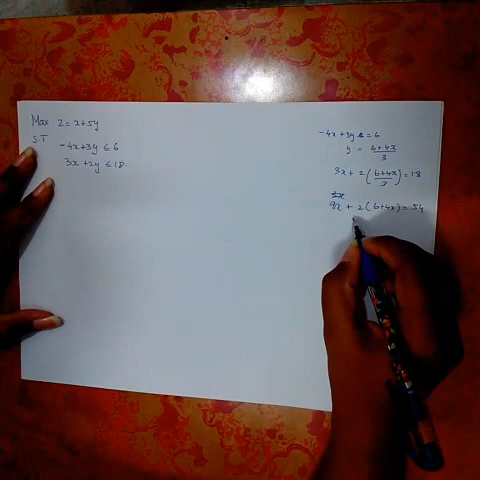 Max Z = x+5y
S.T
-4x+3y ≤ 6
3x + 2y ≤ 18.
-4x+3y = 6
y = 6+4x/3
3x + 2(6+4x/3) = 18
9x + 2(6+4x) = 54